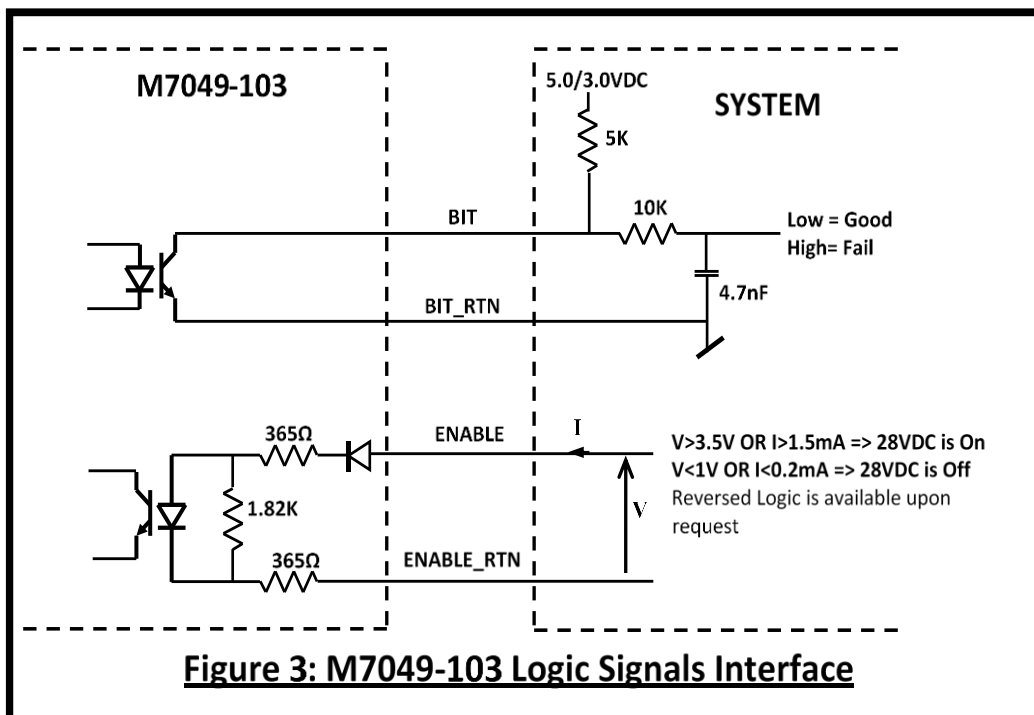 M7049-103
5.0/3.0VDC
SYSTEM
5K
BIT
10K
Low = Good
High= Fail
4.7nF
BIT_RTN
365Ω
ENABLE
I
V>3.5V OR I>1.5mA => 28VDC is On
V<1V OR I<0.2mA => 28VDC is Off
Reversed Logic is available upon
request
1.82K
V
365Ω
ENABLE_RTN
Figure 3: M7049-103 Logic Signals Interface